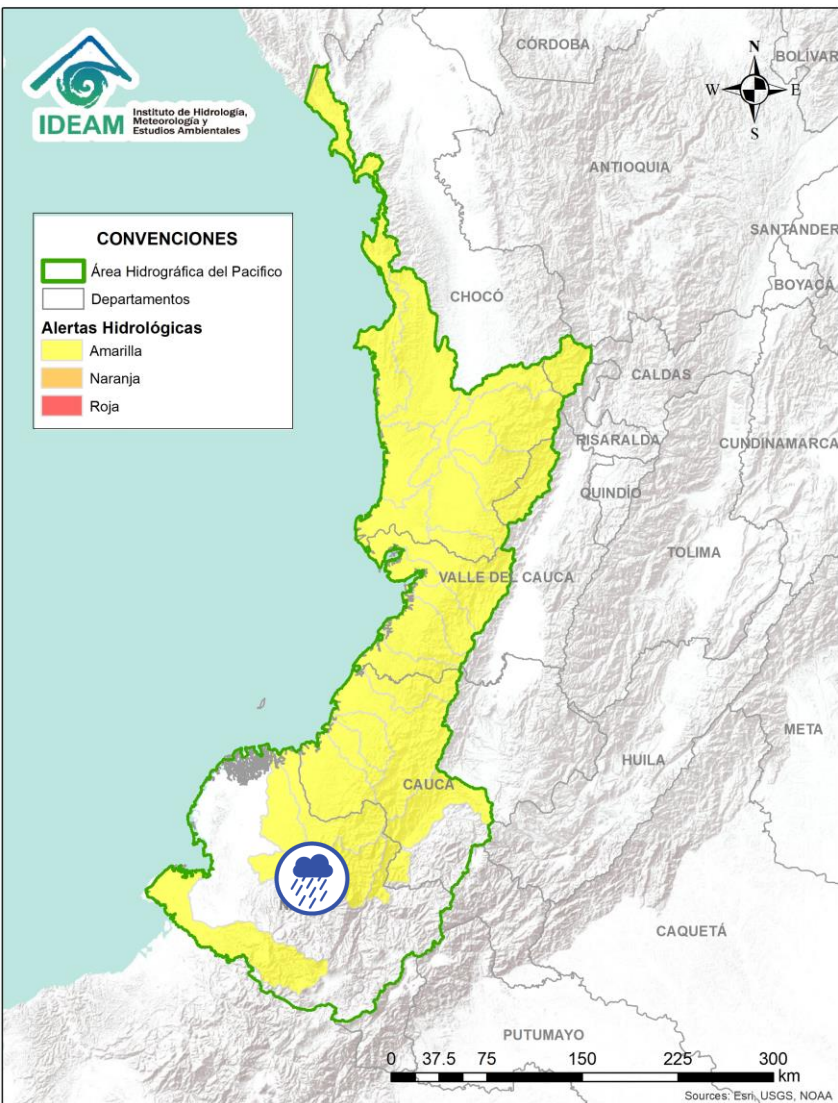 IDEAM
Instituto de Hidrología,
Meteorología y
Estudios Ambientales
CONVENCIONES
Área Hidrográfica del Pacifico
Departamentos
Alertas Hidrológicas
Amarilla
Naranja
Roja
N
W
E
S
CÓRDOBA
BOLÍVAR
ANTIOQUIA
SANTANDER
BOYACÁ
CHOCÓ
CALDAS
RISARALDA
CUNDINAMARCA
QUINDÍO
TOLIMA
VALLE DEL CAUCA
META
HUILA
CAUCA
CAQUETÁ
PUTUMAYO
0 37.5 75 150 225 300
km
Sources: Esri, USGS, NOAA